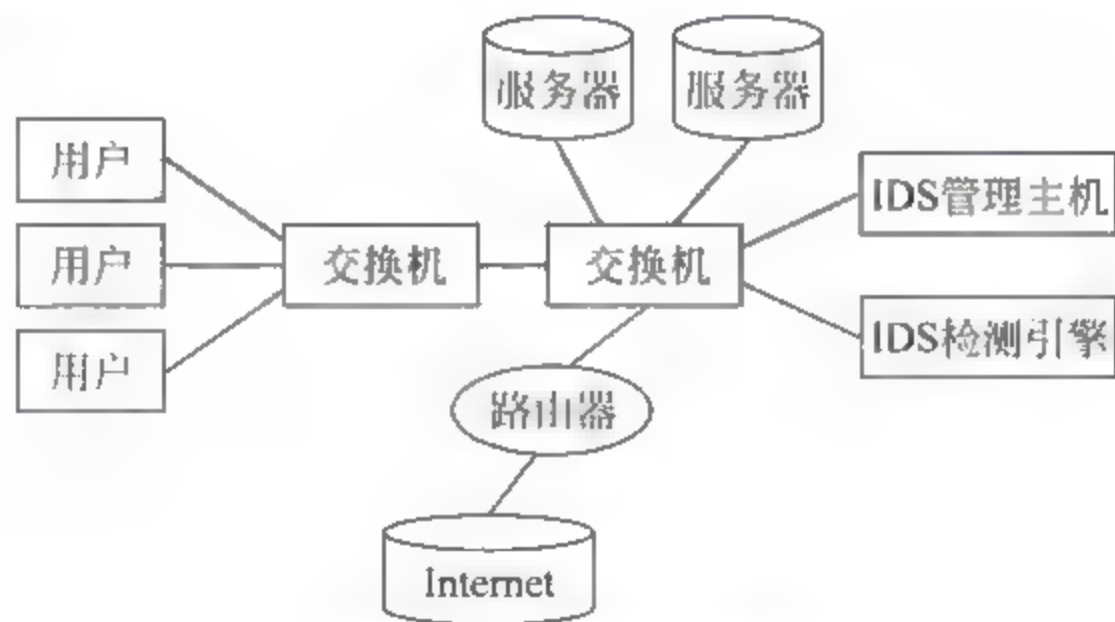 服务器
服务器
用户
用户
用户
交换机
交换机
IDS管理主机
IDS检测引擎
路由器
Internet